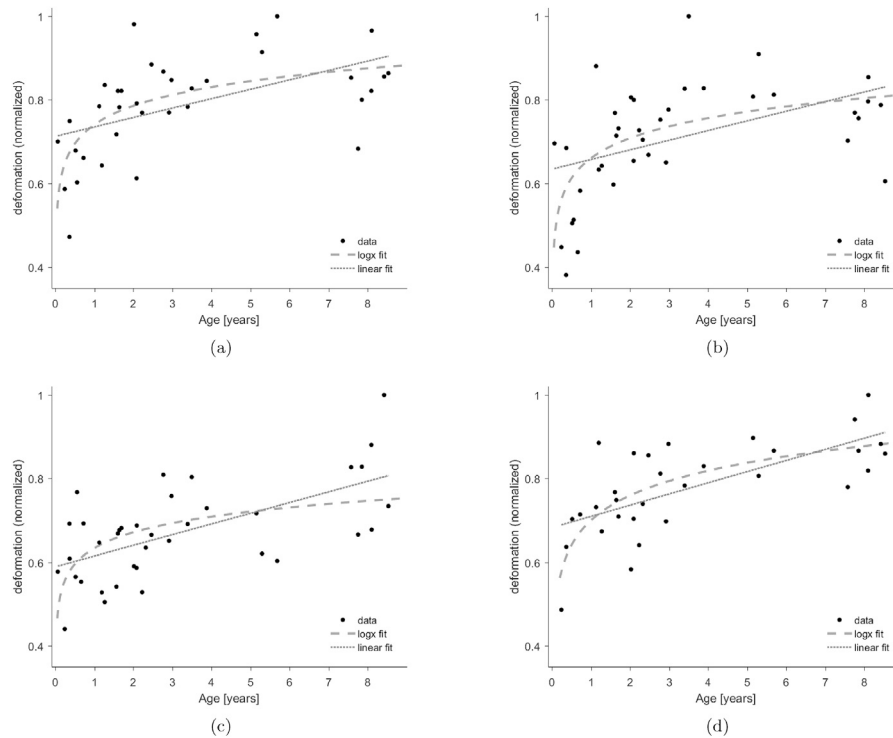 1
0.8
0.6
0.4
deformation (normalized)
data
logx fit
linear fit
0 1 2 3 4 5 6 7 8
Age [years]
(a)
1
0.8
0.6
0.4
deformation (normalized)
data
logx fit
linear fit
0 1 2 3 4 5 6 7 8
Age [years]
(b)
1
0.8
0.6
0.4
deformation (normalized)
data
logx fit
linear fit
0 1 2 3 4 5 6 7 8
Age [years]
(c)
1
0.8
0.6
0.4
deformation (normalized)
data
logx fit
linear fit
0 1 2 3 4 5 6 7 8
Age [years]
(d)